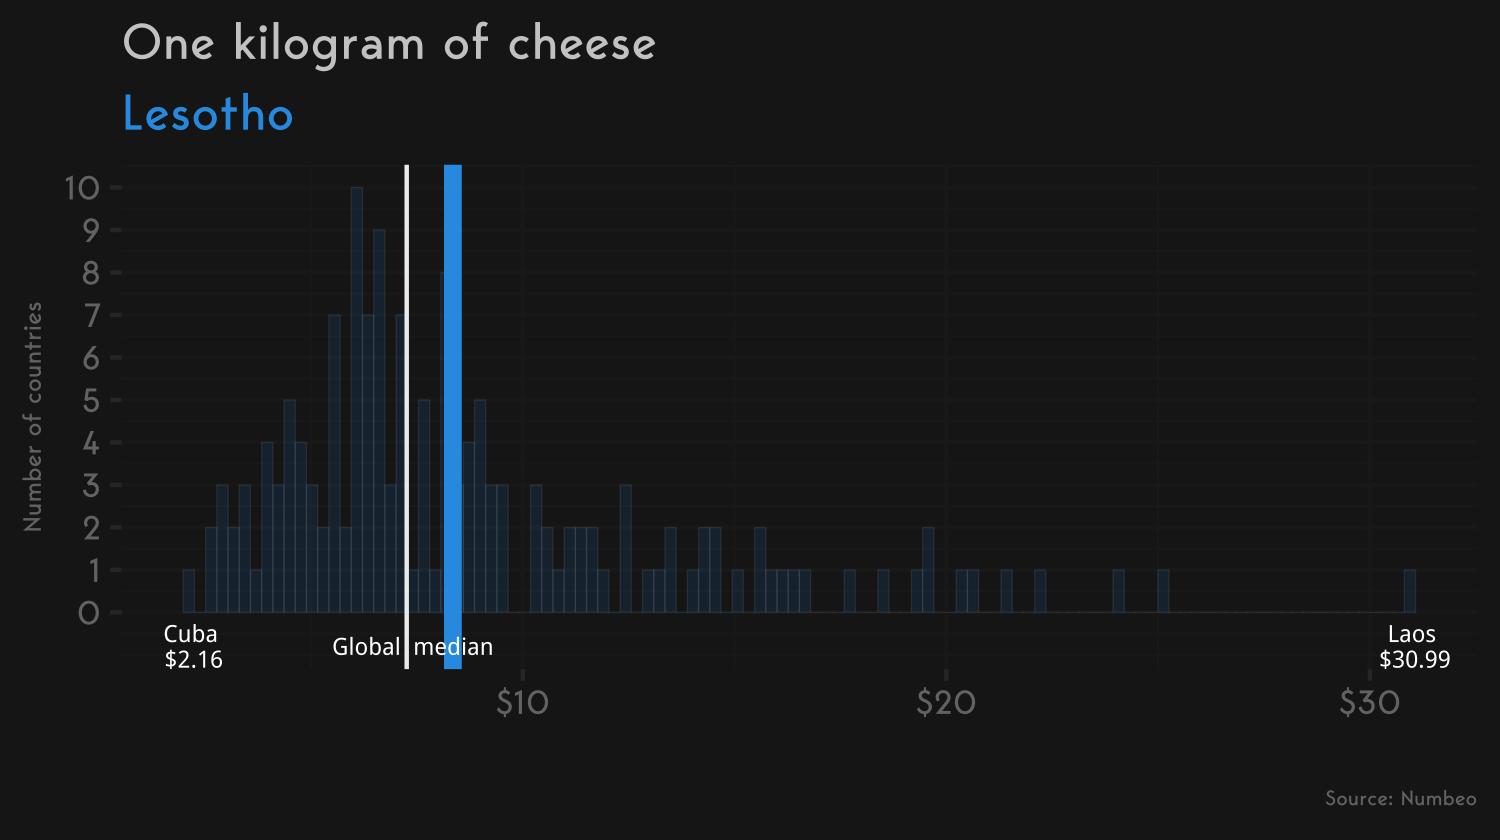 One kilogram of cheese
Lesotho
Number of countries
10
9
8
7
6
5
4
3
2
1
0
Cuba
$2.16
Global median
Laos
$30.99
$10
$20
$30
Source: Numbeo